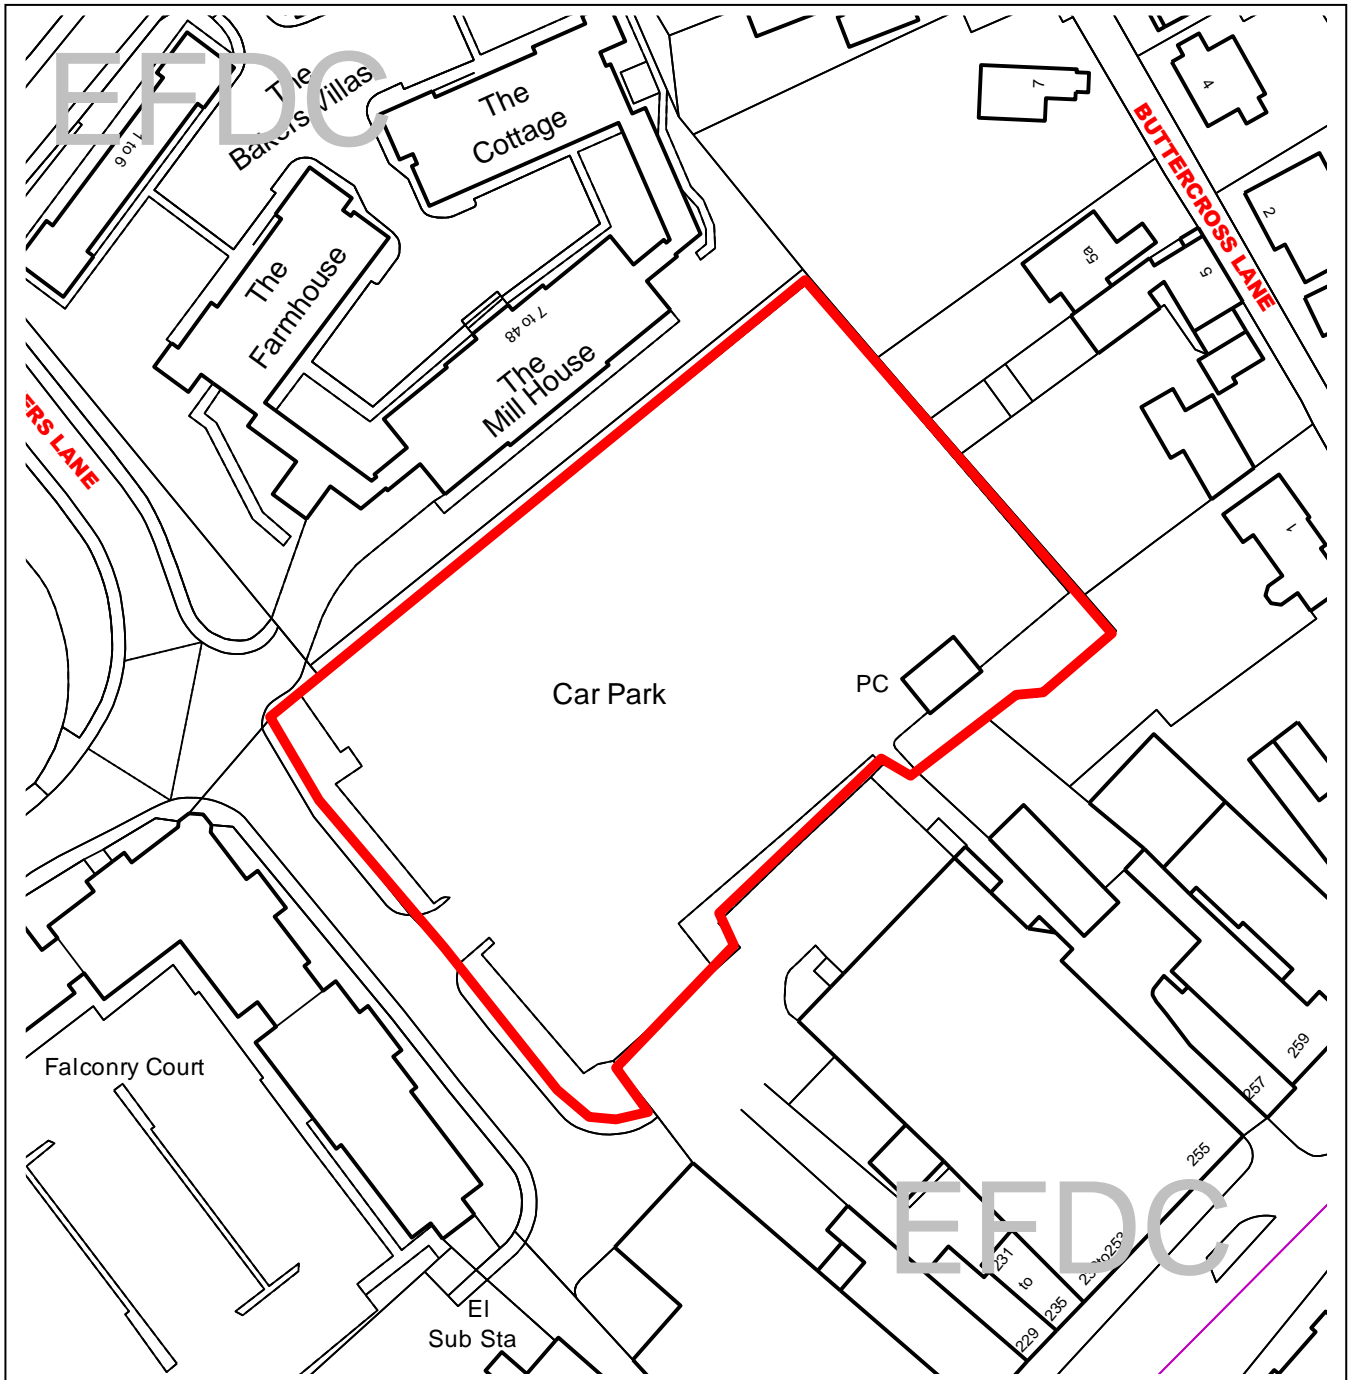 EFDC
The
Bakers Villas
1 to 6
The
Cottage
7
4
BUTTERCROSS LANE
2
5a
5
The
Farmhouse
7 to 48
The
Mill House
ERS LANE
1
PC
Car Park
Falconry Court
259
257
255
EFDC
231
to
235
229
El
Sub Sta